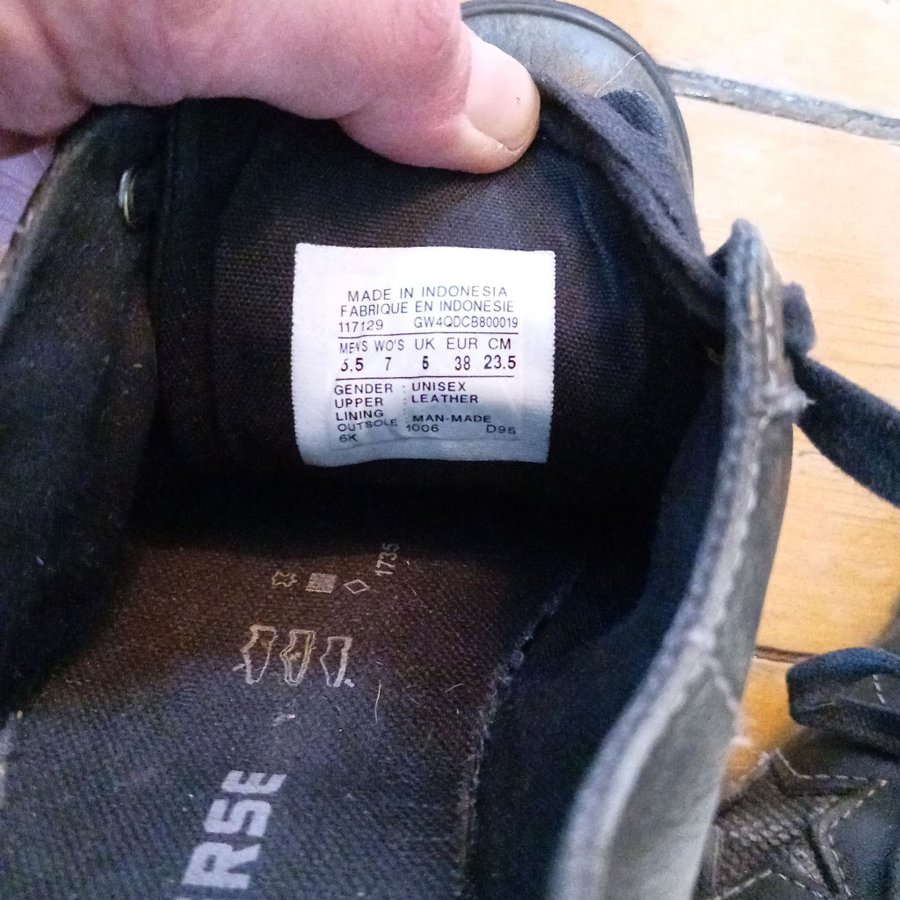 MADE IN INDONESIA
FABRIQUE EN INDONESIE
117129 GW4QDCB800019
MEN'S WO'S UK EUR CM
5.5 7 5 38 23.5
GENDER : UNISEX
UPPER : LEATHER
LINING
OUTSOLE : MAN-MADE
6K 1006 D96
1735
RSE